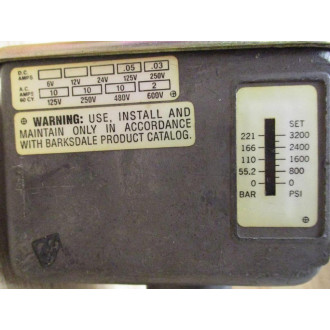 D.C. AMPS .05 .03
6V 12V 24V 125V 250V
A.C. AMPS 60 CY. 10 10 10 2
125V 250V 480V 600V
WARNING: USE, INSTALL AND
MAINTAIN ONLY IN ACCORDANCE
WITH BARKSDALE PRODUCT CATALOG.
SET
221 3200
166 2400
110 1600
55.2 800
0 0
BAR PSI